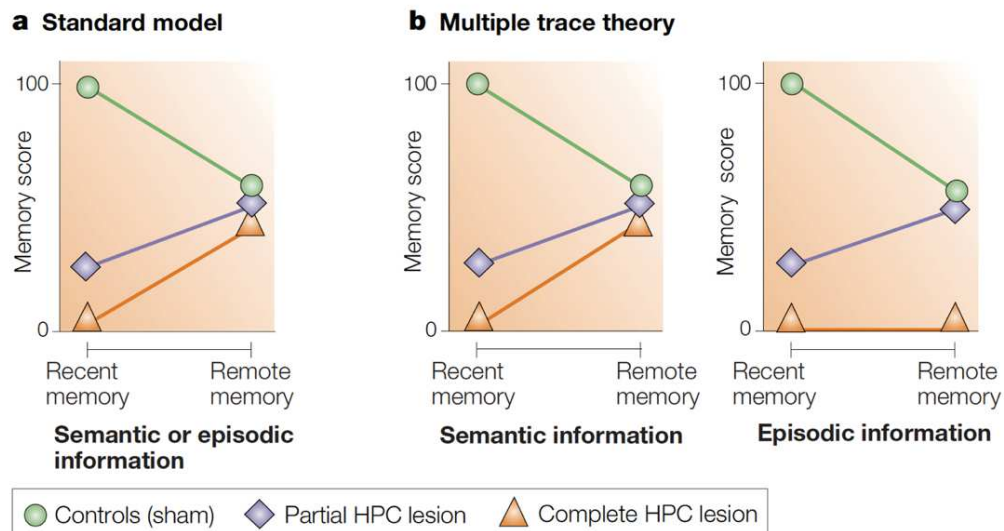 a Standard model
b Multiple trace theory
100
Memory score
0
Recent memory
Remote memory
Semantic or episodic
information
100
Memory score
0
Recent memory
Remote memory
Semantic information
100
Memory score
0
Recent memory
Remote memory
Episodic information
Controls (sham)
Partial HPC lesion
Complete HPC lesion